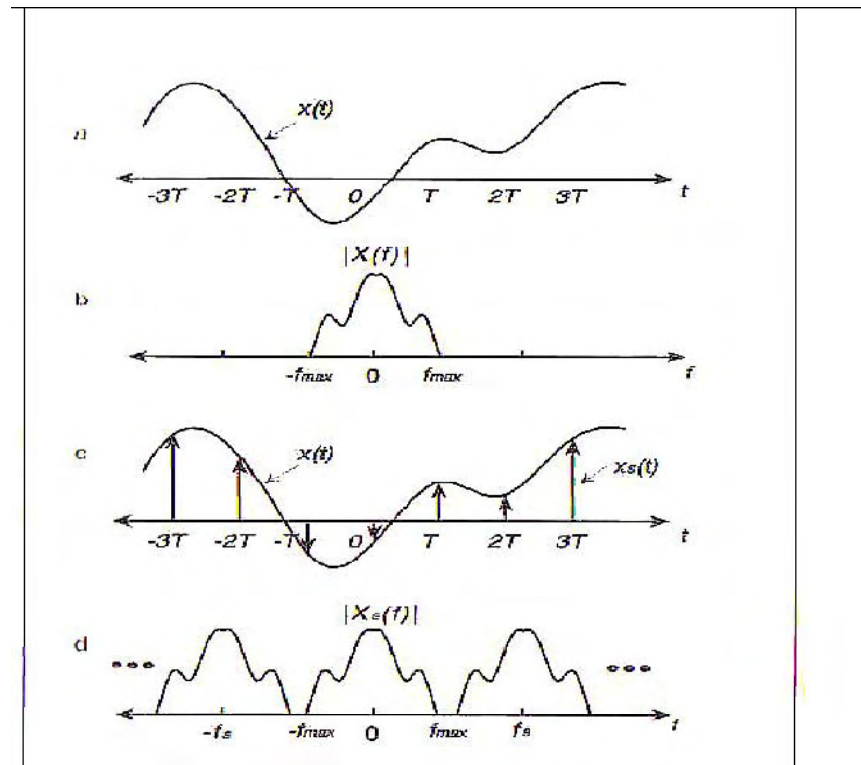 a
x(t)
-3T -2T -T 0 T 2T 3T t
|X(f)|
b
-fmax 0 fmax f
c
x(t)
xs(t)
-3T -2T -T 0 T 2T 3T t
|Xs(f)|
d
-fs -fmax 0 fmax fs f